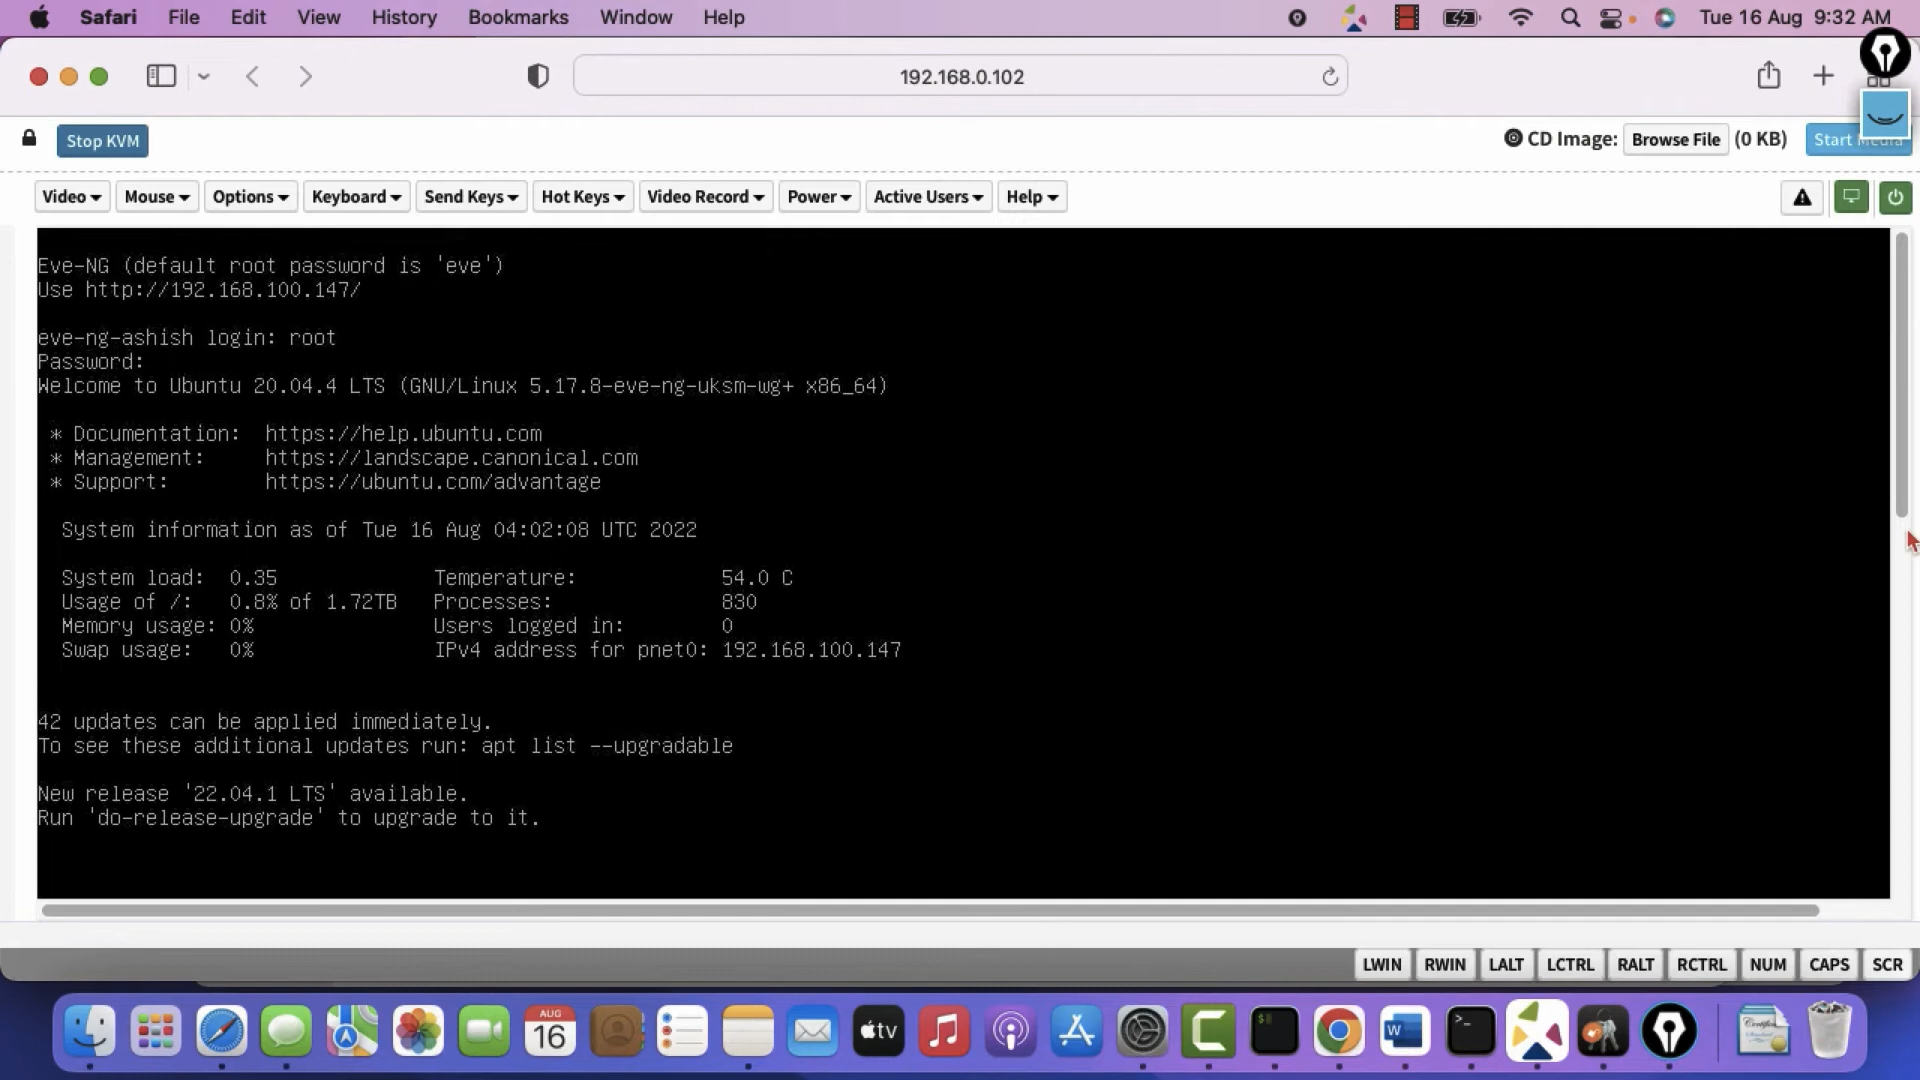 Safari File Edit View History Bookmarks Window Help Tue 16 Aug 9:32 AM
192.168.0.102
Stop KVM CD Image: Browse File (0 KB) Start Media
Video Mouse Options Keyboard Send Keys Hot Keys Video Record Power Active Users Help
Eve-NG (default root password is 'eve')
Use http://192.168.100.147/
eve-ng-ashish login: root
Password:
Welcome to Ubuntu 20.04.4 LTS (GNU/Linux 5.17.8-eve-ng-uksm-wg+ x86_64)
* Documentation: https://help.ubuntu.com
* Management: https://landscape.canonical.com
* Support: https://ubuntu.com/advantage
System information as of Tue 16 Aug 04:02:08 UTC 2022
System load: 0.35 Temperature: 54.0 C
Usage of /: 0.8% of 1.72TB Processes: 830
Memory usage: 0% Users logged in: 0
Swap usage: 0% IPv4 address for pnet0: 192.168.100.147
42 updates can be applied immediately.
To see these additional updates run: apt list --upgradable
New release '22.04.1 LTS' available.
Run 'do-release-upgrade' to upgrade to it.
LWIN RWIN LALT LCTRL RALT RCTRL NUM CAPS SCR
AUG
16
tv
W